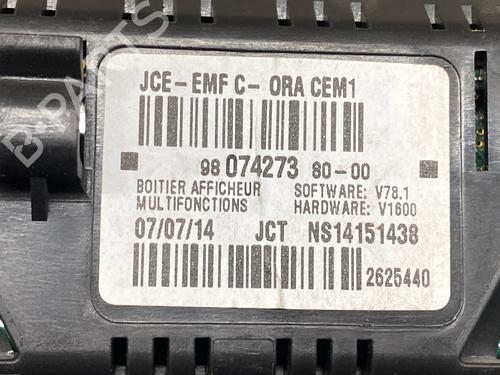 JCE-EMF C- ORA CEM1
98 074273 80-00
BOITIER AFFICHEUR SOFTWARE: V78.1
MULTIFONCTIONS HARDWARE: V1600
07/07/14 JCT NS14151438
2625440
B-PARTS